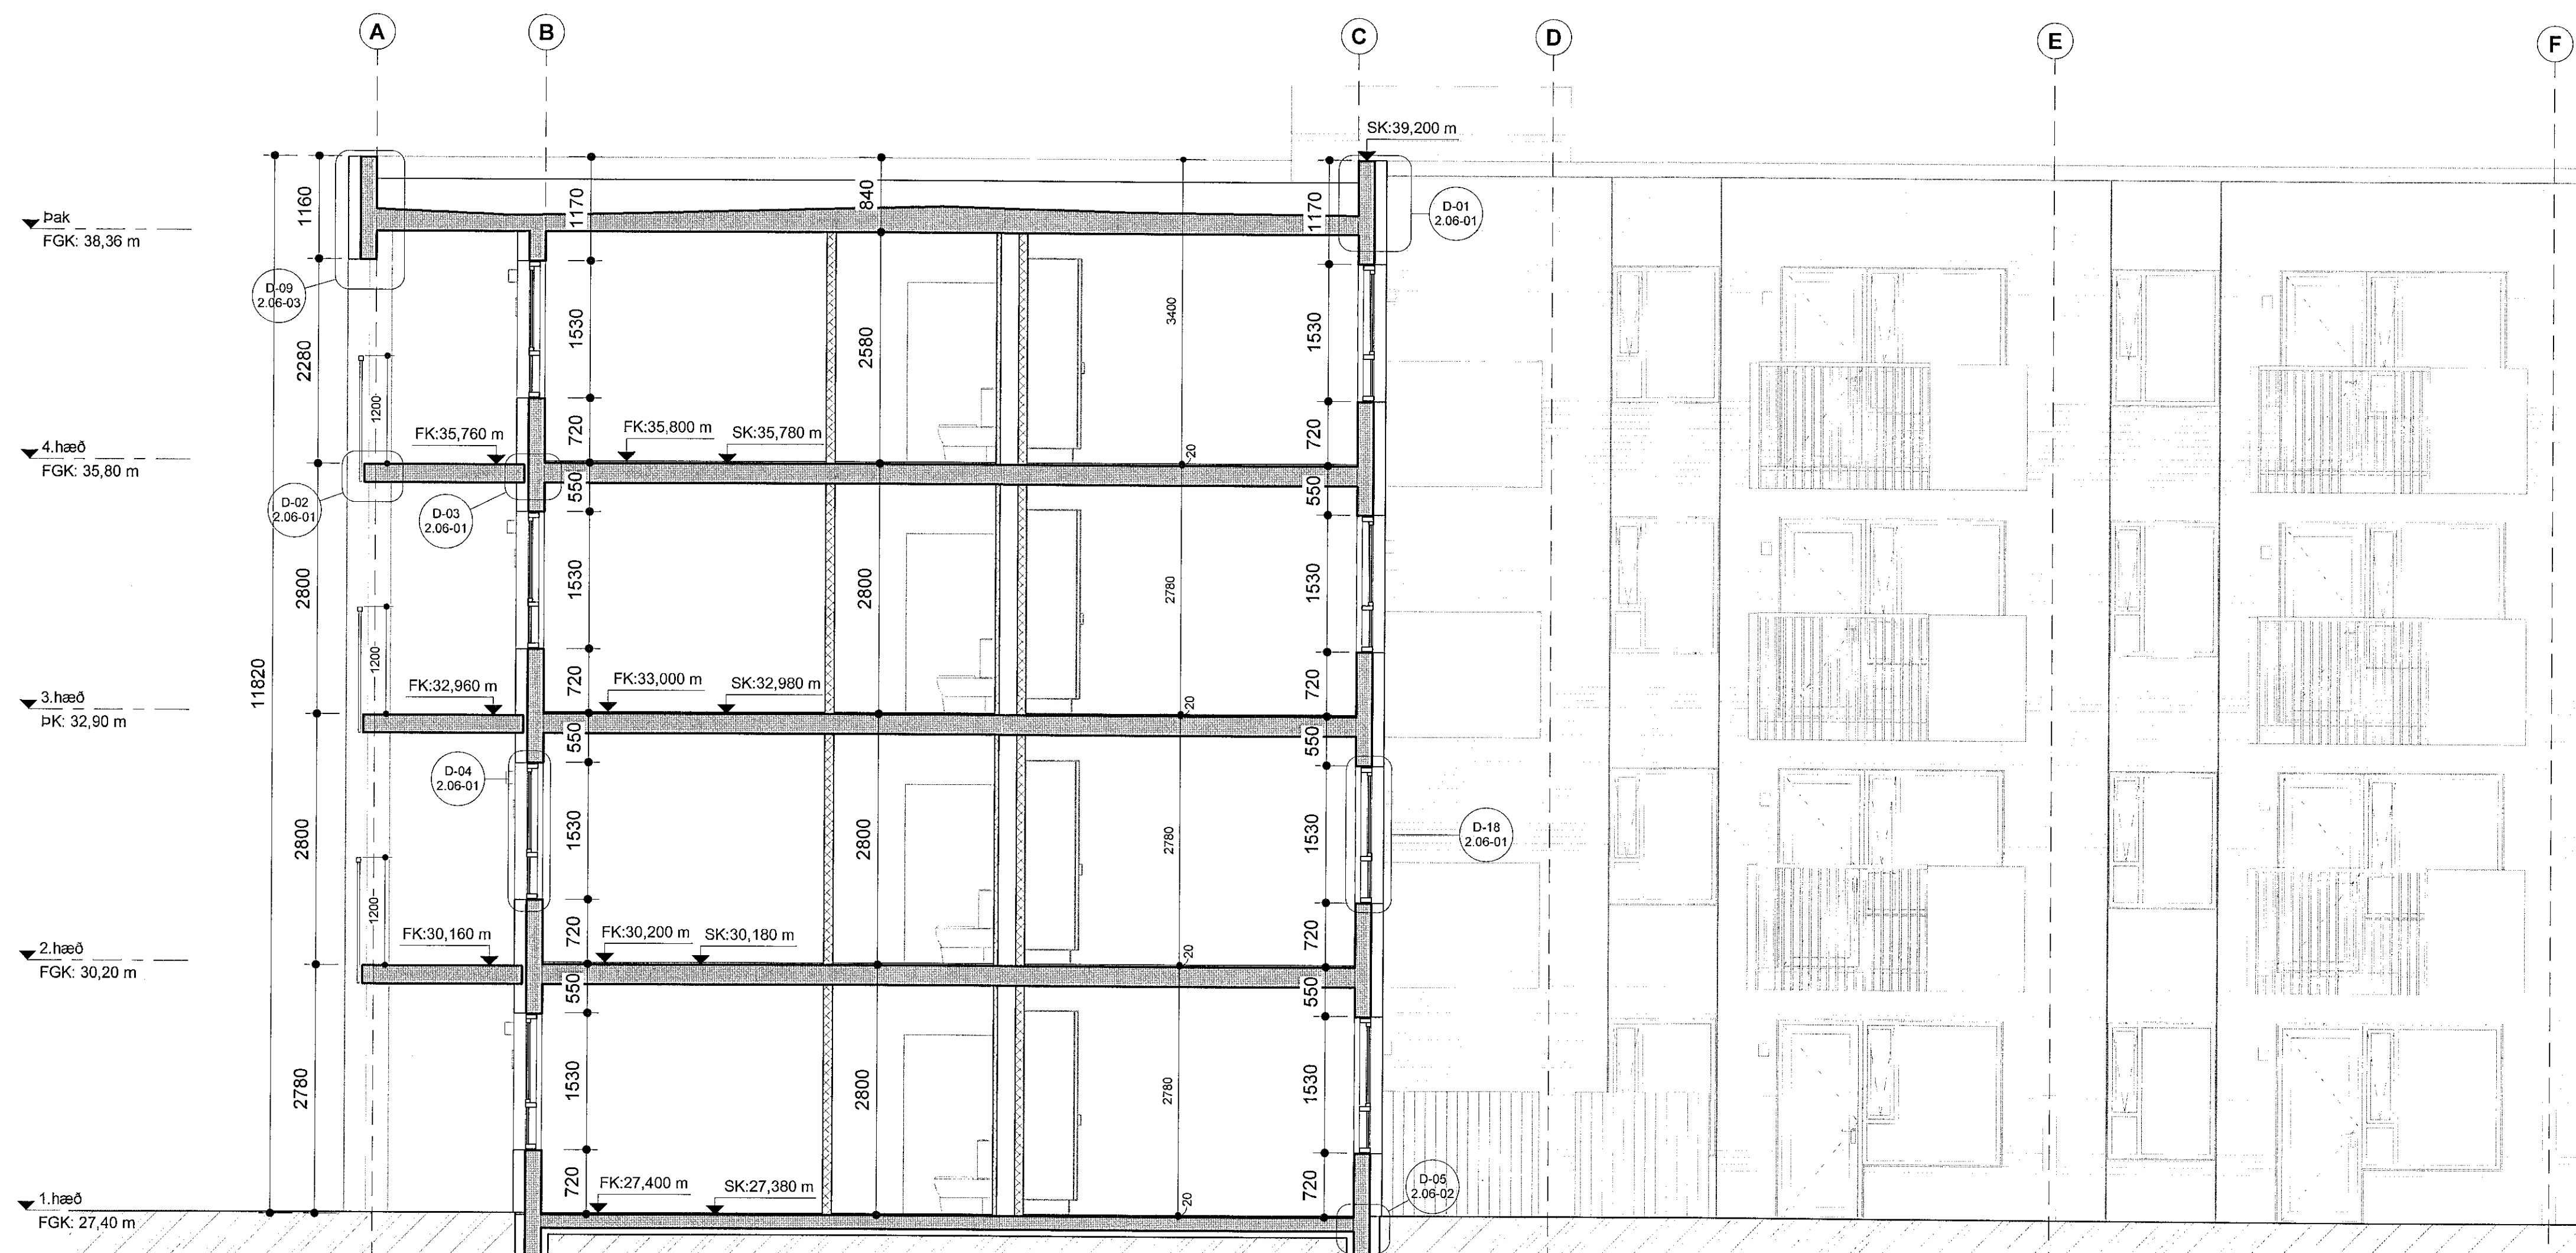 A
B
C
D
E
F
SK:39,200 m
1160
1170
840
1170
D-01
2.06-01
Þak
FGK: 38,36 m
D-09
2.06-03
2280
1530
2580
3400
1530
1200
720
720
FK:35,760 m
FK:35,800 m
SK:35,780 m
20
4.hæð
FGK: 35,80 m
550
550
D-02
2.06-01
D-03
2.06-01
2800
1530
2800
2780
1530
11820
1200
720
720
FK:32,960 m
FK:33,000 m
SK:32,980 m
20
3.hæð
ÞK: 32,90 m
550
550
D-04
2.06-01
2800
1530
2800
2780
1530
D-18
2.06-01
1200
720
720
FK:30,160 m
FK:30,200 m
SK:30,180 m
20
2.hæð
FGK: 30,20 m
550
550
2780
1530
2800
2780
1530
720
720
FK:27,400 m
SK:27,380 m
20
D-05
2.06-02
1.hæð
FGK: 27,40 m